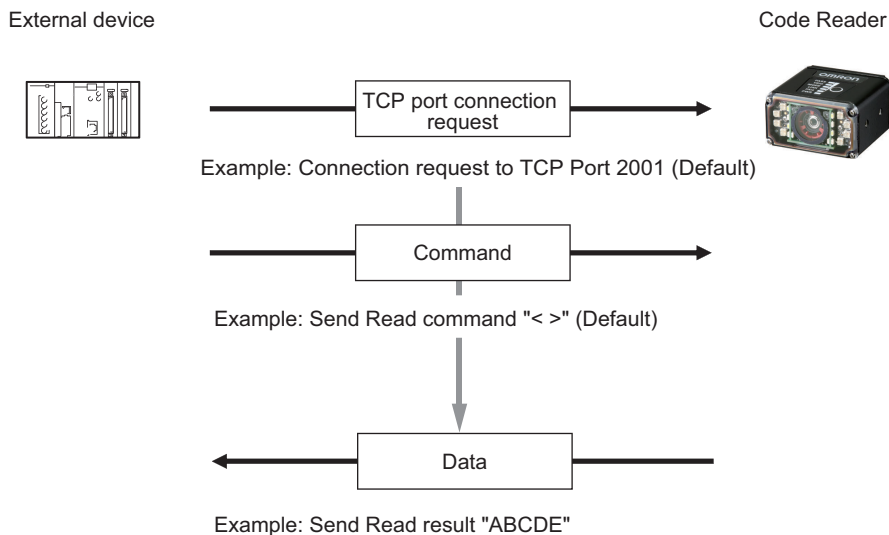 External device
Code Reader
OMRON
TCP port connection
request
Example: Connection request to TCP Port 2001 (Default)
Command
Example: Send Read command "< >" (Default)
Data
Example: Send Read result "ABCDE"